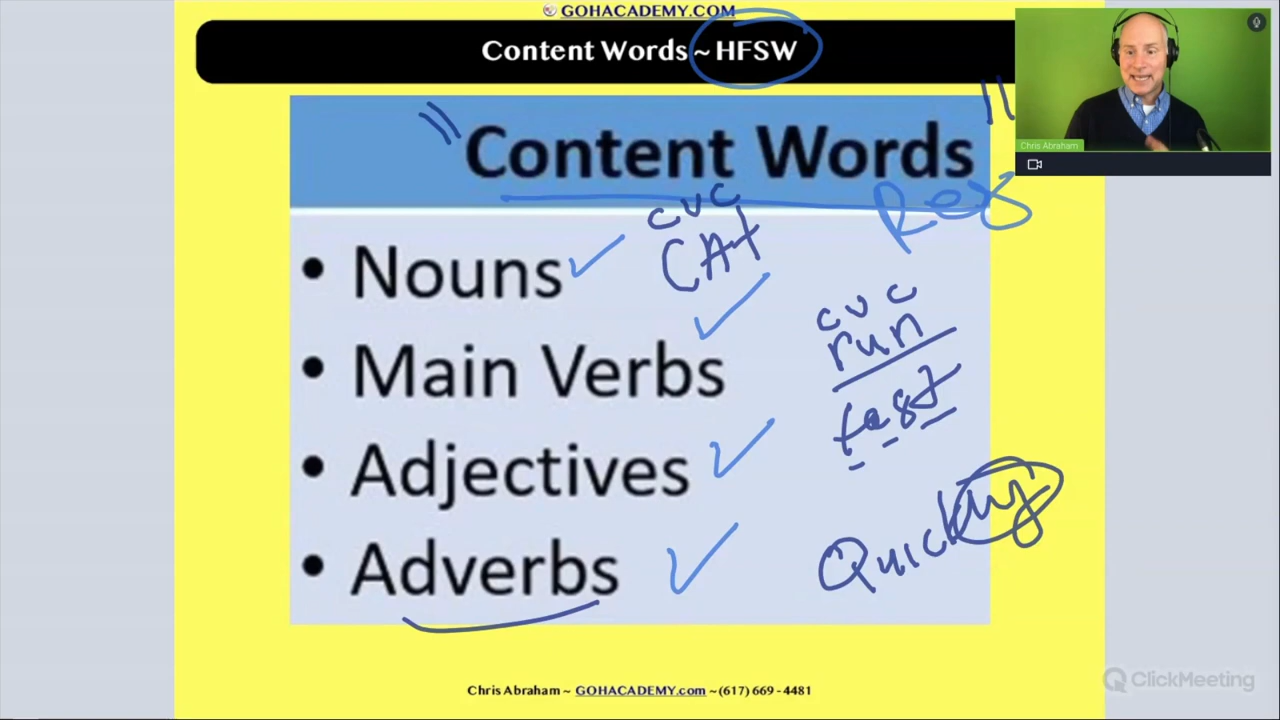 © GOHACADEMY.COM
Content Words ~ HFSW
Chris Abraham
"Content Words"
Reg
• Nouns
CVC
CAt
CVC
run
• Main Verbs
fast
• Adjectives
Quickly
• Adverbs
Chris Abraham ~ GOHACADEMY.com ~(617) 669 - 4481
ClickMeeting